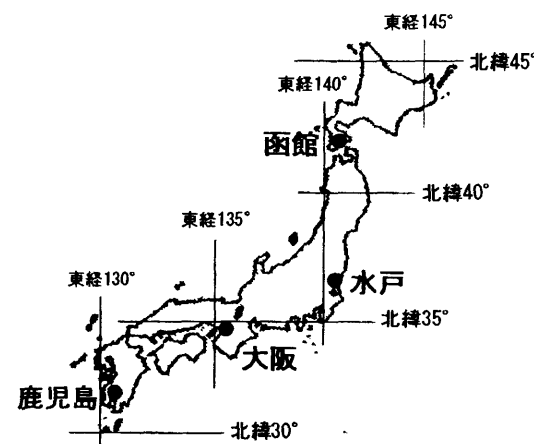 東経145°
北緯45°
東経140°
函館
北緯40°
東経135°
水戸
東経130°
北緯35°
大阪
鹿児島
北緯30°